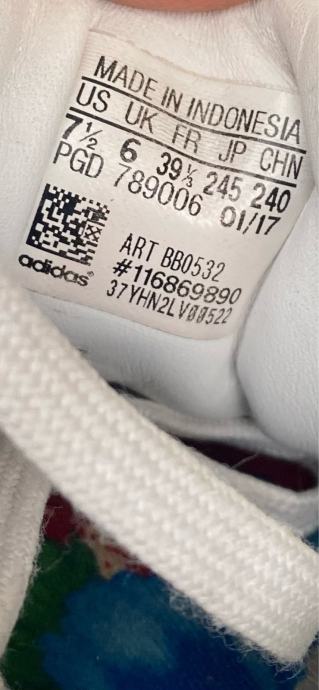 MADE IN INDONESIA
US UK FR JP CHN
7½ 6 39⅓ 245 240
PGD 789006 01/17
ART BB0532
#116869890
37YHN2LV00522
adidas